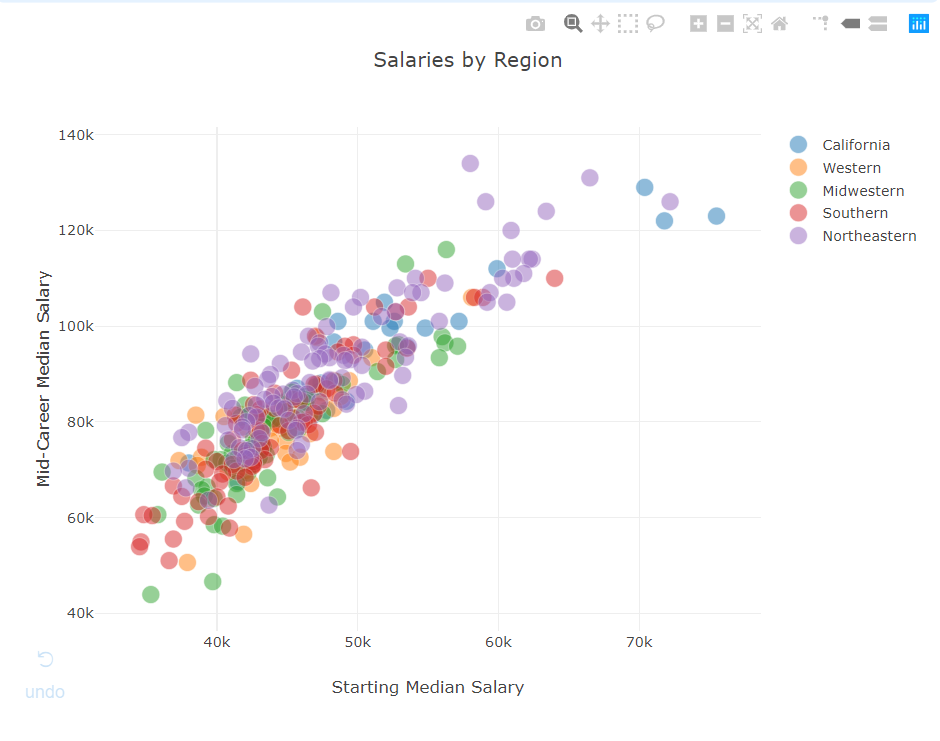 Salaries by Region
140k
120k
100k
80k
60k
40k
Mid-Career Median Salary
40k
50k
60k
70k
Starting Median Salary
California
Western
Midwestern
Southern
Northeastern
undo